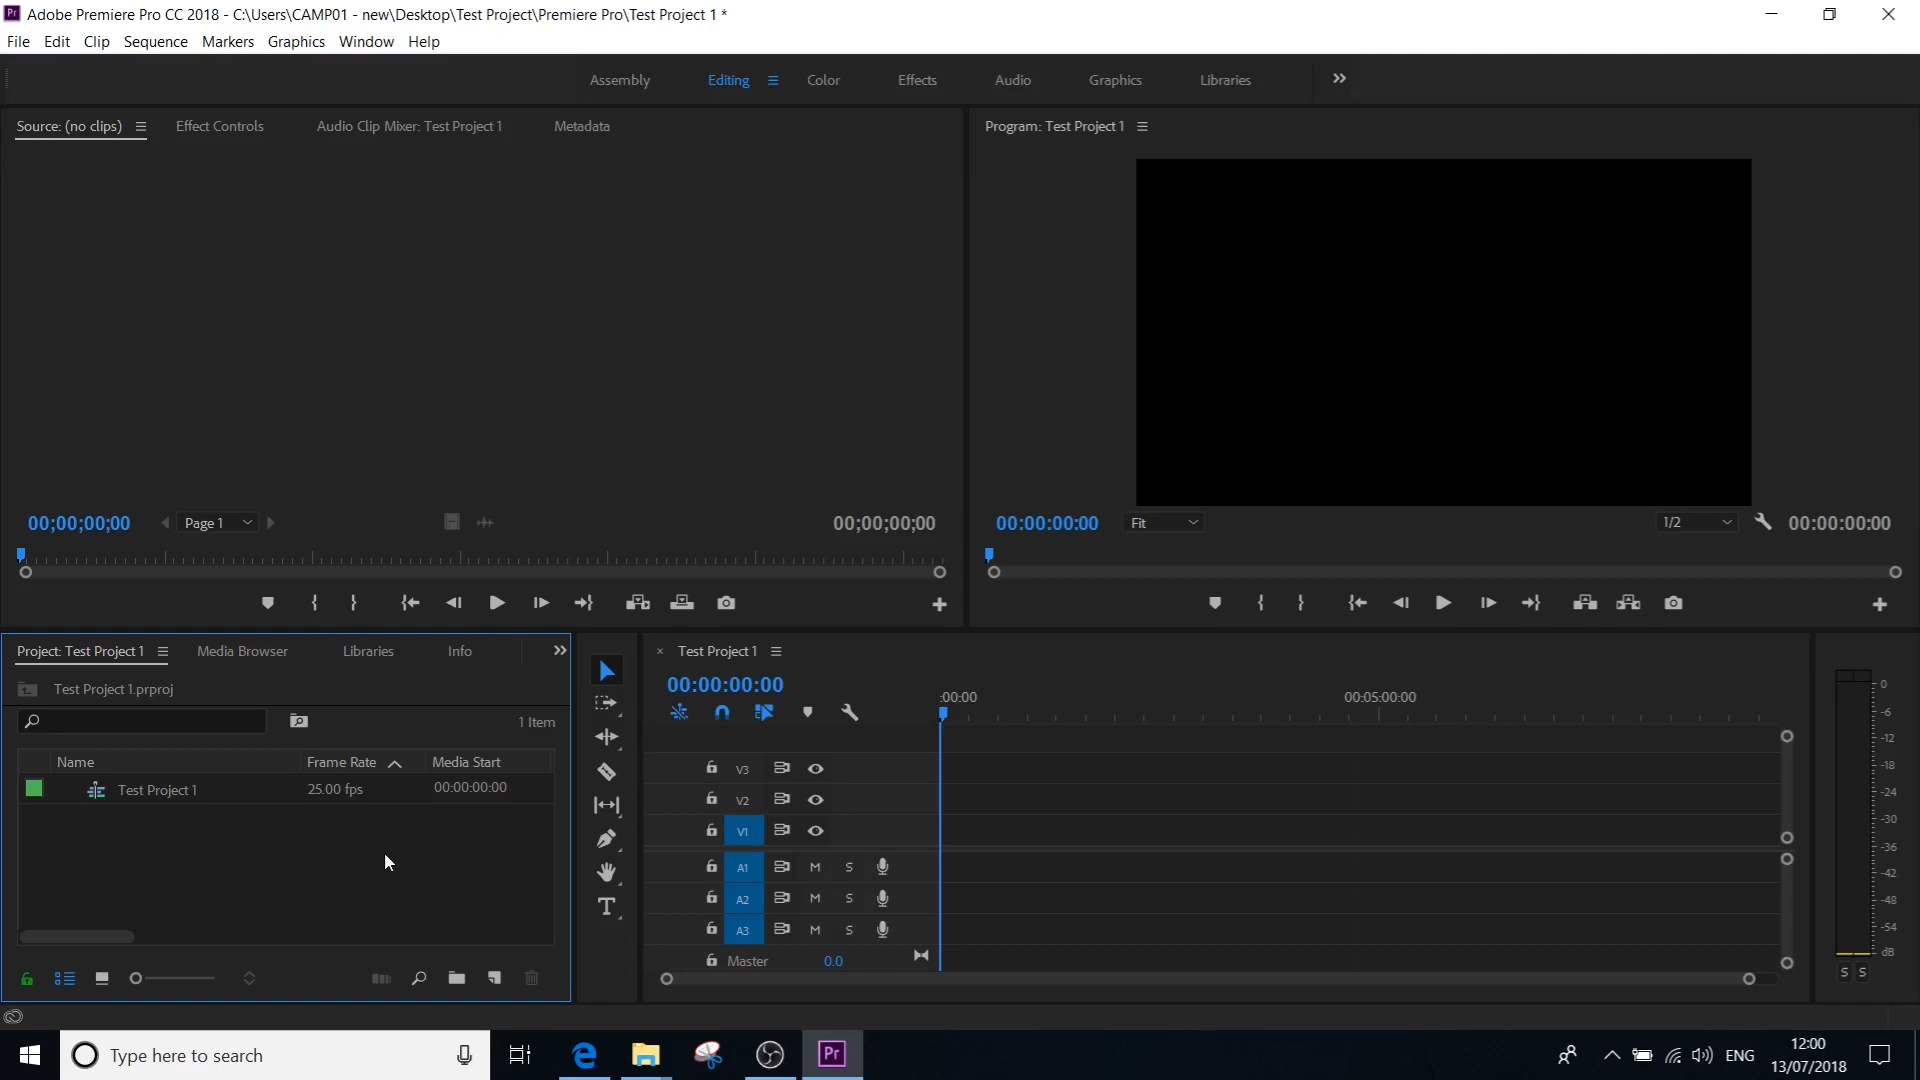 Pr Adobe Premiere Pro CC 2018 - C:\Users\CAMP01 - new\Desktop\Test Project\Premiere Pro\Test Project 1 *
File Edit Clip Sequence Markers Graphics Window Help
Assembly Editing Color Effects Audio Graphics Libraries
Source: (no clips) Effect Controls Audio Clip Mixer: Test Project 1 Metadata
Program: Test Project 1
00;00;00;00 Page 1 00;00;00;00
00:00:00:00 Fit 1/2 00:00:00:00
Project: Test Project 1 Media Browser Libraries Info
Test Project 1.prproj
1 Item
Name Frame Rate Media Start
Test Project 1 25.00 fps 00:00:00:00
T
× Test Project 1
00:00:00:00
:00:00 00:05:00:00
V3
V2
V1
A1 M S
A2 M S
A3 M S
Master 0.0
0
-6
-12
-18
-24
-30
-36
-42
-48
-54
dB
S S
Type here to search
Pr
ENG
12:00
13/07/2018